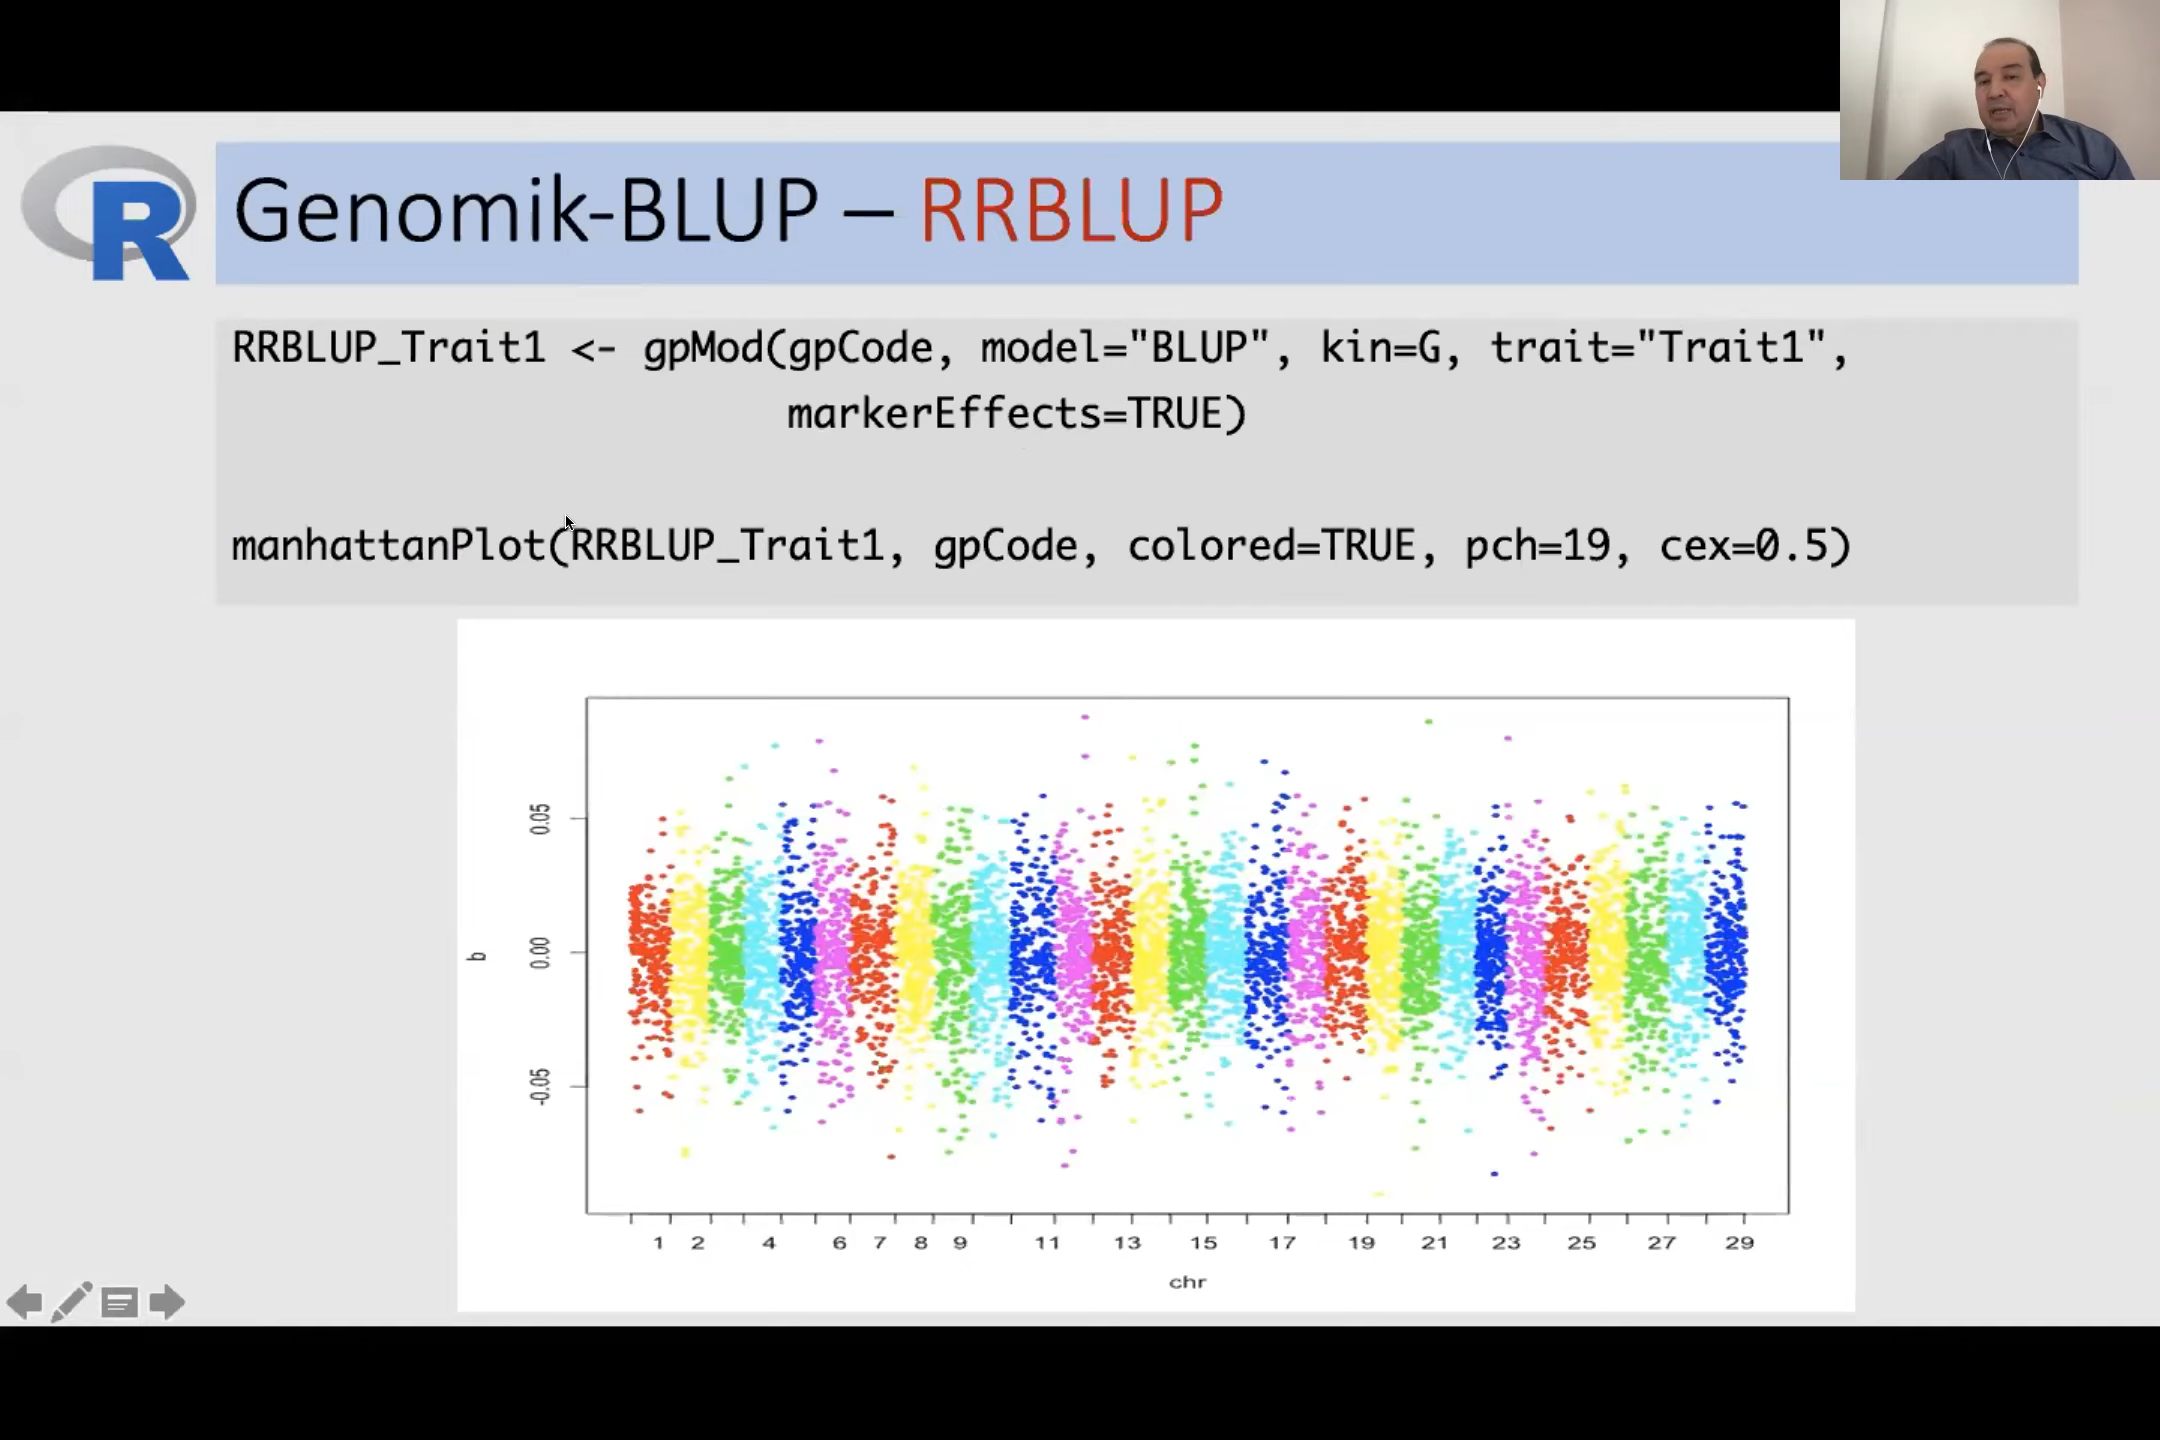 R
Genomik-BLUP – RRBLUP
RRBLUP_Trait1 <- gpMod(gpCode, model="BLUP", kin=G, trait="Trait1",
markerEffects=TRUE)
manhattanPlot(RRBLUP_Trait1, gpCode, colored=TRUE, pch=19, cex=0.5)
0.05
0.00
-0.05
b
1 2 4 6 7 8 9 11 13 15 17 19 21 23 25 27 29
chr